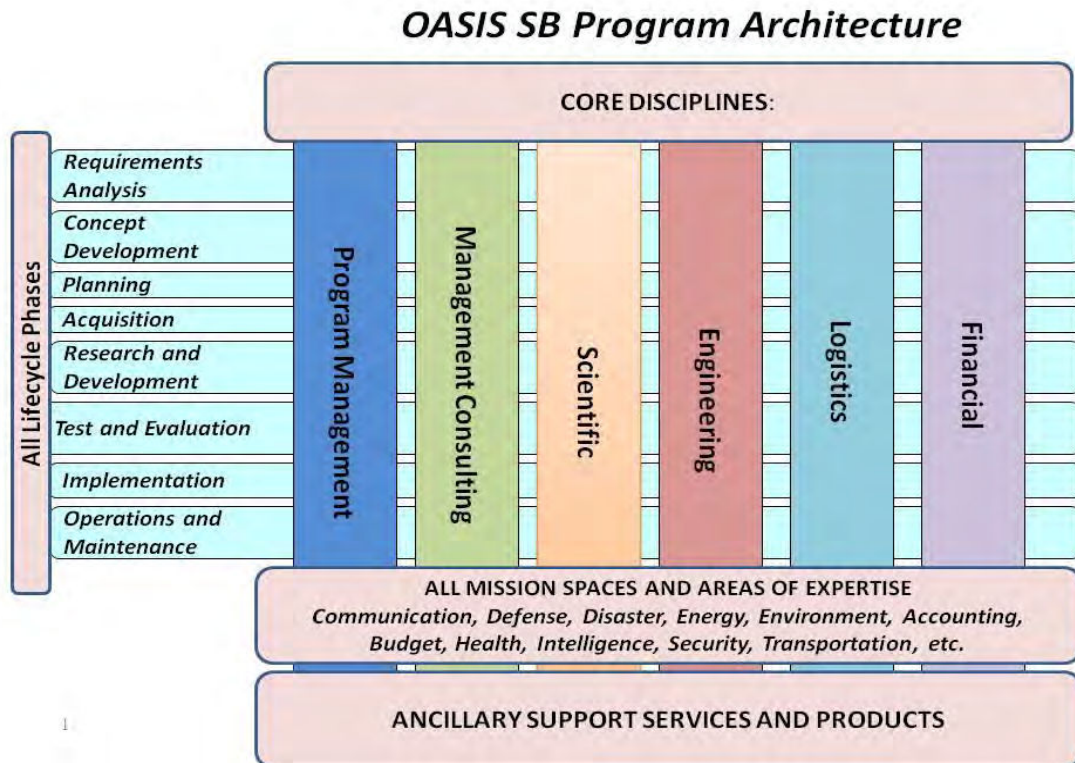 OASIS SB Program Architecture
CORE DISCIPLINES:
All Lifecycle Phases
Requirements
Analysis
Concept
Development
Planning
Acquisition
Research and
Development
Test and Evaluation
Implementation
Operations and
Maintenance
Program Management
Management Consulting
Scientific
Engineering
Logistics
Financial
ALL MISSION SPACES AND AREAS OF EXPERTISE
Communication, Defense, Disaster, Energy, Environment, Accounting,
Budget, Health, Intelligence, Security, Transportation, etc.
ANCILLARY SUPPORT SERVICES AND PRODUCTS
1